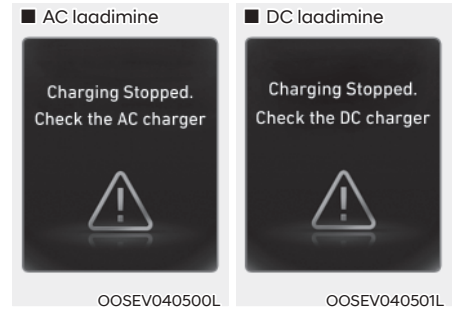 ■ AC laadimine
Charging Stopped.
Check the AC charger
OOSEV040500L
■ DC laadimine
Charging Stopped.
Check the DC charger
OOSEV040501L